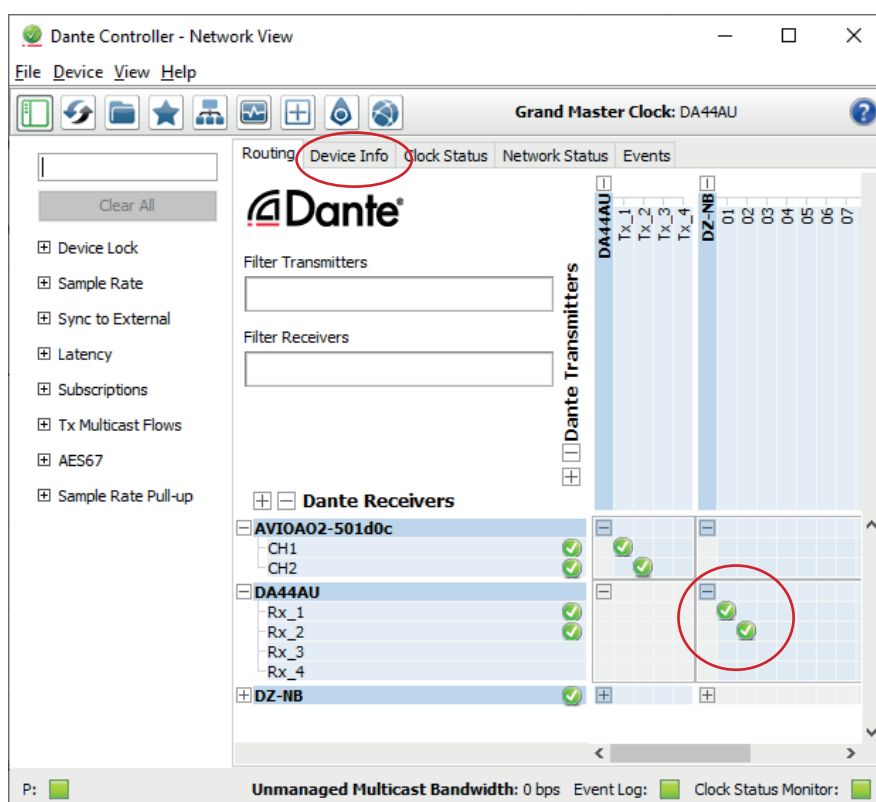 Dante Controller - Network View
File Device View Help
Grand Master Clock: DA44AU
?
Routing Device Info Clock Status Network Status Events
Clear All
Device Lock
Sample Rate
Sync to External
Latency
Subscriptions
Tx Multicast Flows
AES67
Sample Rate Pull-up
Dante®
Filter Transmitters
Filter Receivers
Dante Transmitters
DA44AU
Tx_1
Tx_2
Tx_3
Tx_4
DZ-NB
01
02
03
04
05
06
07
Dante Receivers
AVIOAO2-501d0c
CH1
CH2
DA44AU
Rx_1
Rx_2
Rx_3
Rx_4
DZ-NB
P: Unmanaged Multicast Bandwidth: 0 bps Event Log: Clock Status Monitor: